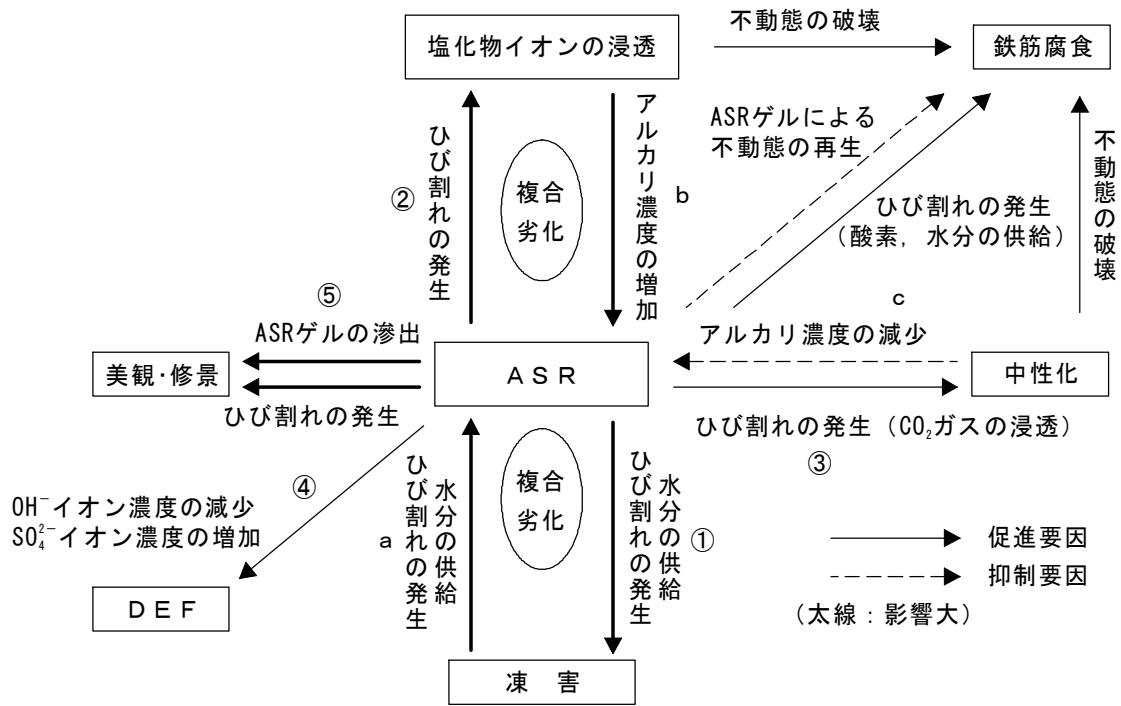 塩化物イオンの浸透
不動態の破壊
鉄筋腐食
ひび割れの発生
②
複合
劣化
アルカリ濃度の増加
b
ASRゲルによる
不動態の再生
ひび割れの発生
（酸素，水分の供給）
不動態の破壊
c
⑤
ASRゲルの滲出
アルカリ濃度の減少
美観・修景
ＡＳＲ
中性化
ひび割れの発生
ひび割れの発生（CO₂ガスの浸透）
③
④
OH⁻イオン濃度の減少
SO₄²⁻イオン濃度の増加
a
水分の供給
ひび割れの発生
複合
劣化
水分の供給
ひび割れの発生
①
促進要因
抑制要因
（太線：影響大）
ＤＥＦ
凍　害